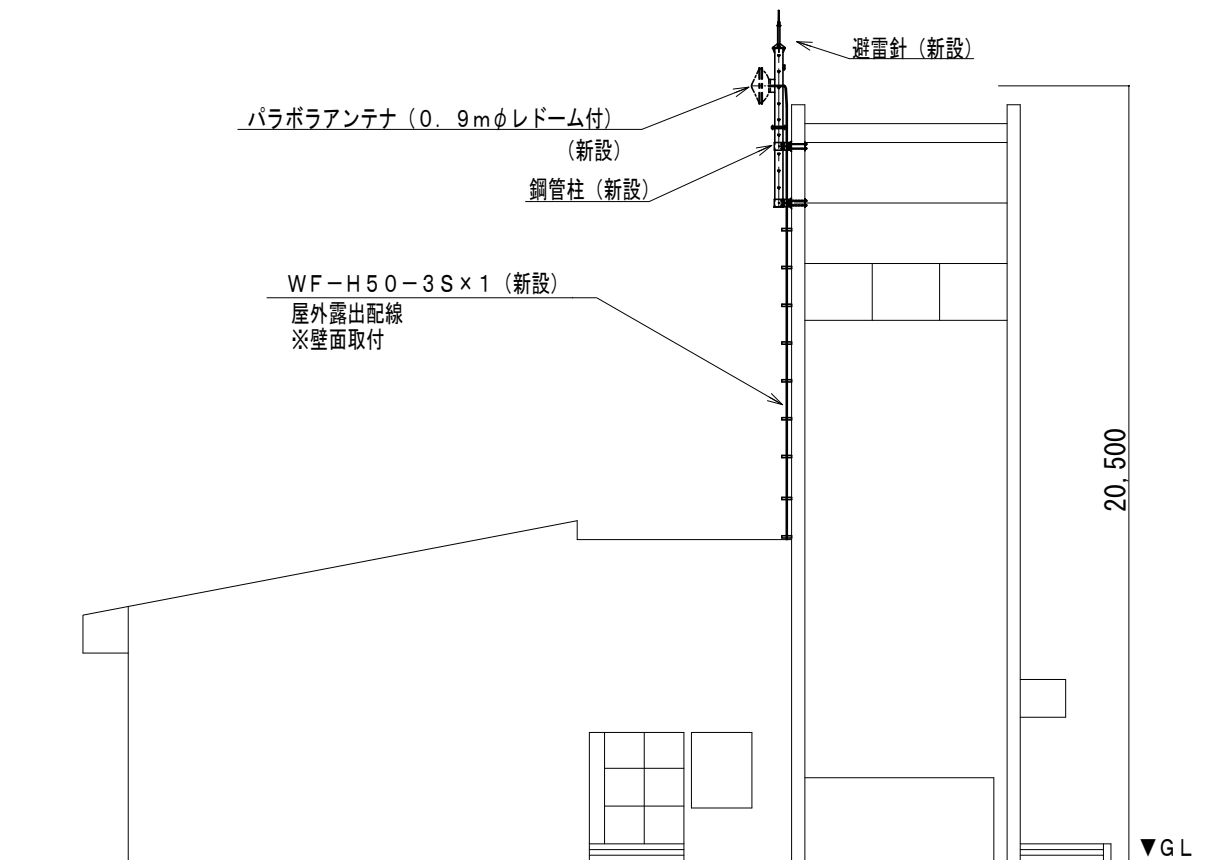 避雷針（新設）
パラボラアンテナ（０．９ｍφレドーム付）
（新設）
鋼管柱（新設）
ＷＦ－Ｈ５０－３Ｓ×１（新設）
屋外露出配線
※壁面取付
20,500
▼ＧＬ